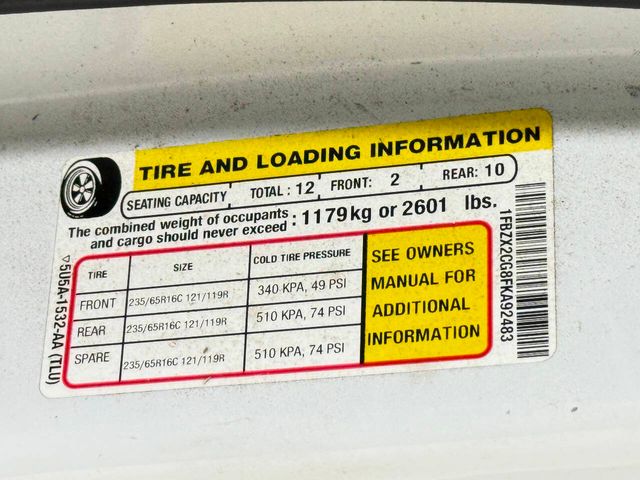 TIRE AND LOADING INFORMATION
SEATING CAPACITY TOTAL : 12 FRONT: 2 REAR: 10
The combined weight of occupants and cargo should never exceed : 1179kg or 2601 lbs.
TIRE SIZE COLD TIRE PRESSURE
FRONT 235/65R16C 121/119R 340 KPA, 49 PSI
REAR 235/65R16C 121/119R 510 KPA, 74 PSI
SPARE 235/65R16C 121/119R 510 KPA, 74 PSI
SEE OWNERS
MANUAL FOR
ADDITIONAL
INFORMATION
5U5A-1532-AA (TLU)
1FBZX2CG8FKA92483